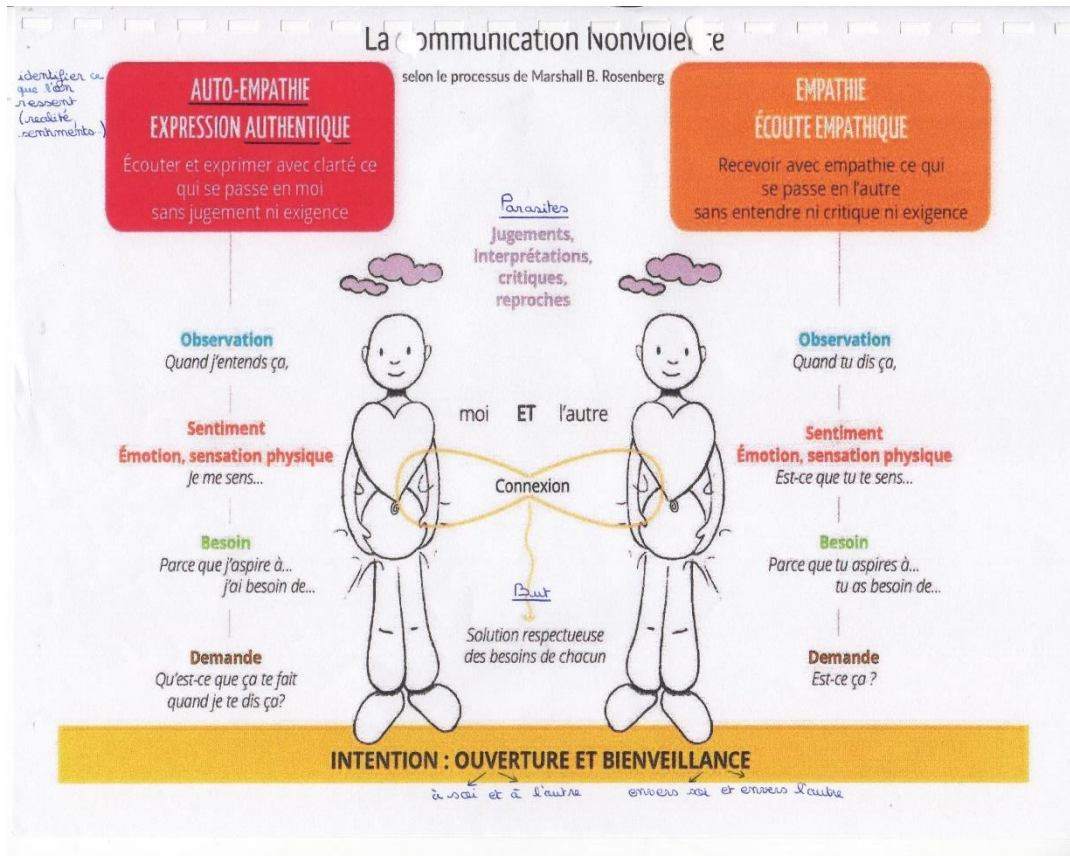 La Communication Nonviolente
selon le processus de Marshall B. Rosenberg
identifier ce
que l'on
ressent
(realité,
sentiments)
AUTO-EMPATHIE
EXPRESSION AUTHENTIQUE
Écouter et exprimer avec clarté ce
qui se passe en moi
sans jugement ni exigence
EMPATHIE
ÉCOUTE EMPATHIQUE
Recevoir avec empathie ce qui
se passe en l'autre
sans entendre ni critique ni exigence
Parasites
Jugements,
interprétations,
critiques,
reproches
Observation
Quand j'entends ça,
Sentiment
Émotion, sensation physique
Je me sens...
Besoin
Parce que j'aspire à...
j'ai besoin de...
Demande
Qu'est-ce que ça te fait
quand je te dis ça?
moi ET l'autre
Connexion
But
Solution respectueuse
des besoins de chacun
Observation
Quand tu dis ça,
Sentiment
Émotion, sensation physique
Est-ce que tu te sens...
Besoin
Parce que tu aspires à...
tu as besoin de...
Demande
Est-ce ça ?
INTENTION : OUVERTURE ET BIENVEILLANCE
à soi et à l'autre envers soi et envers l'autre